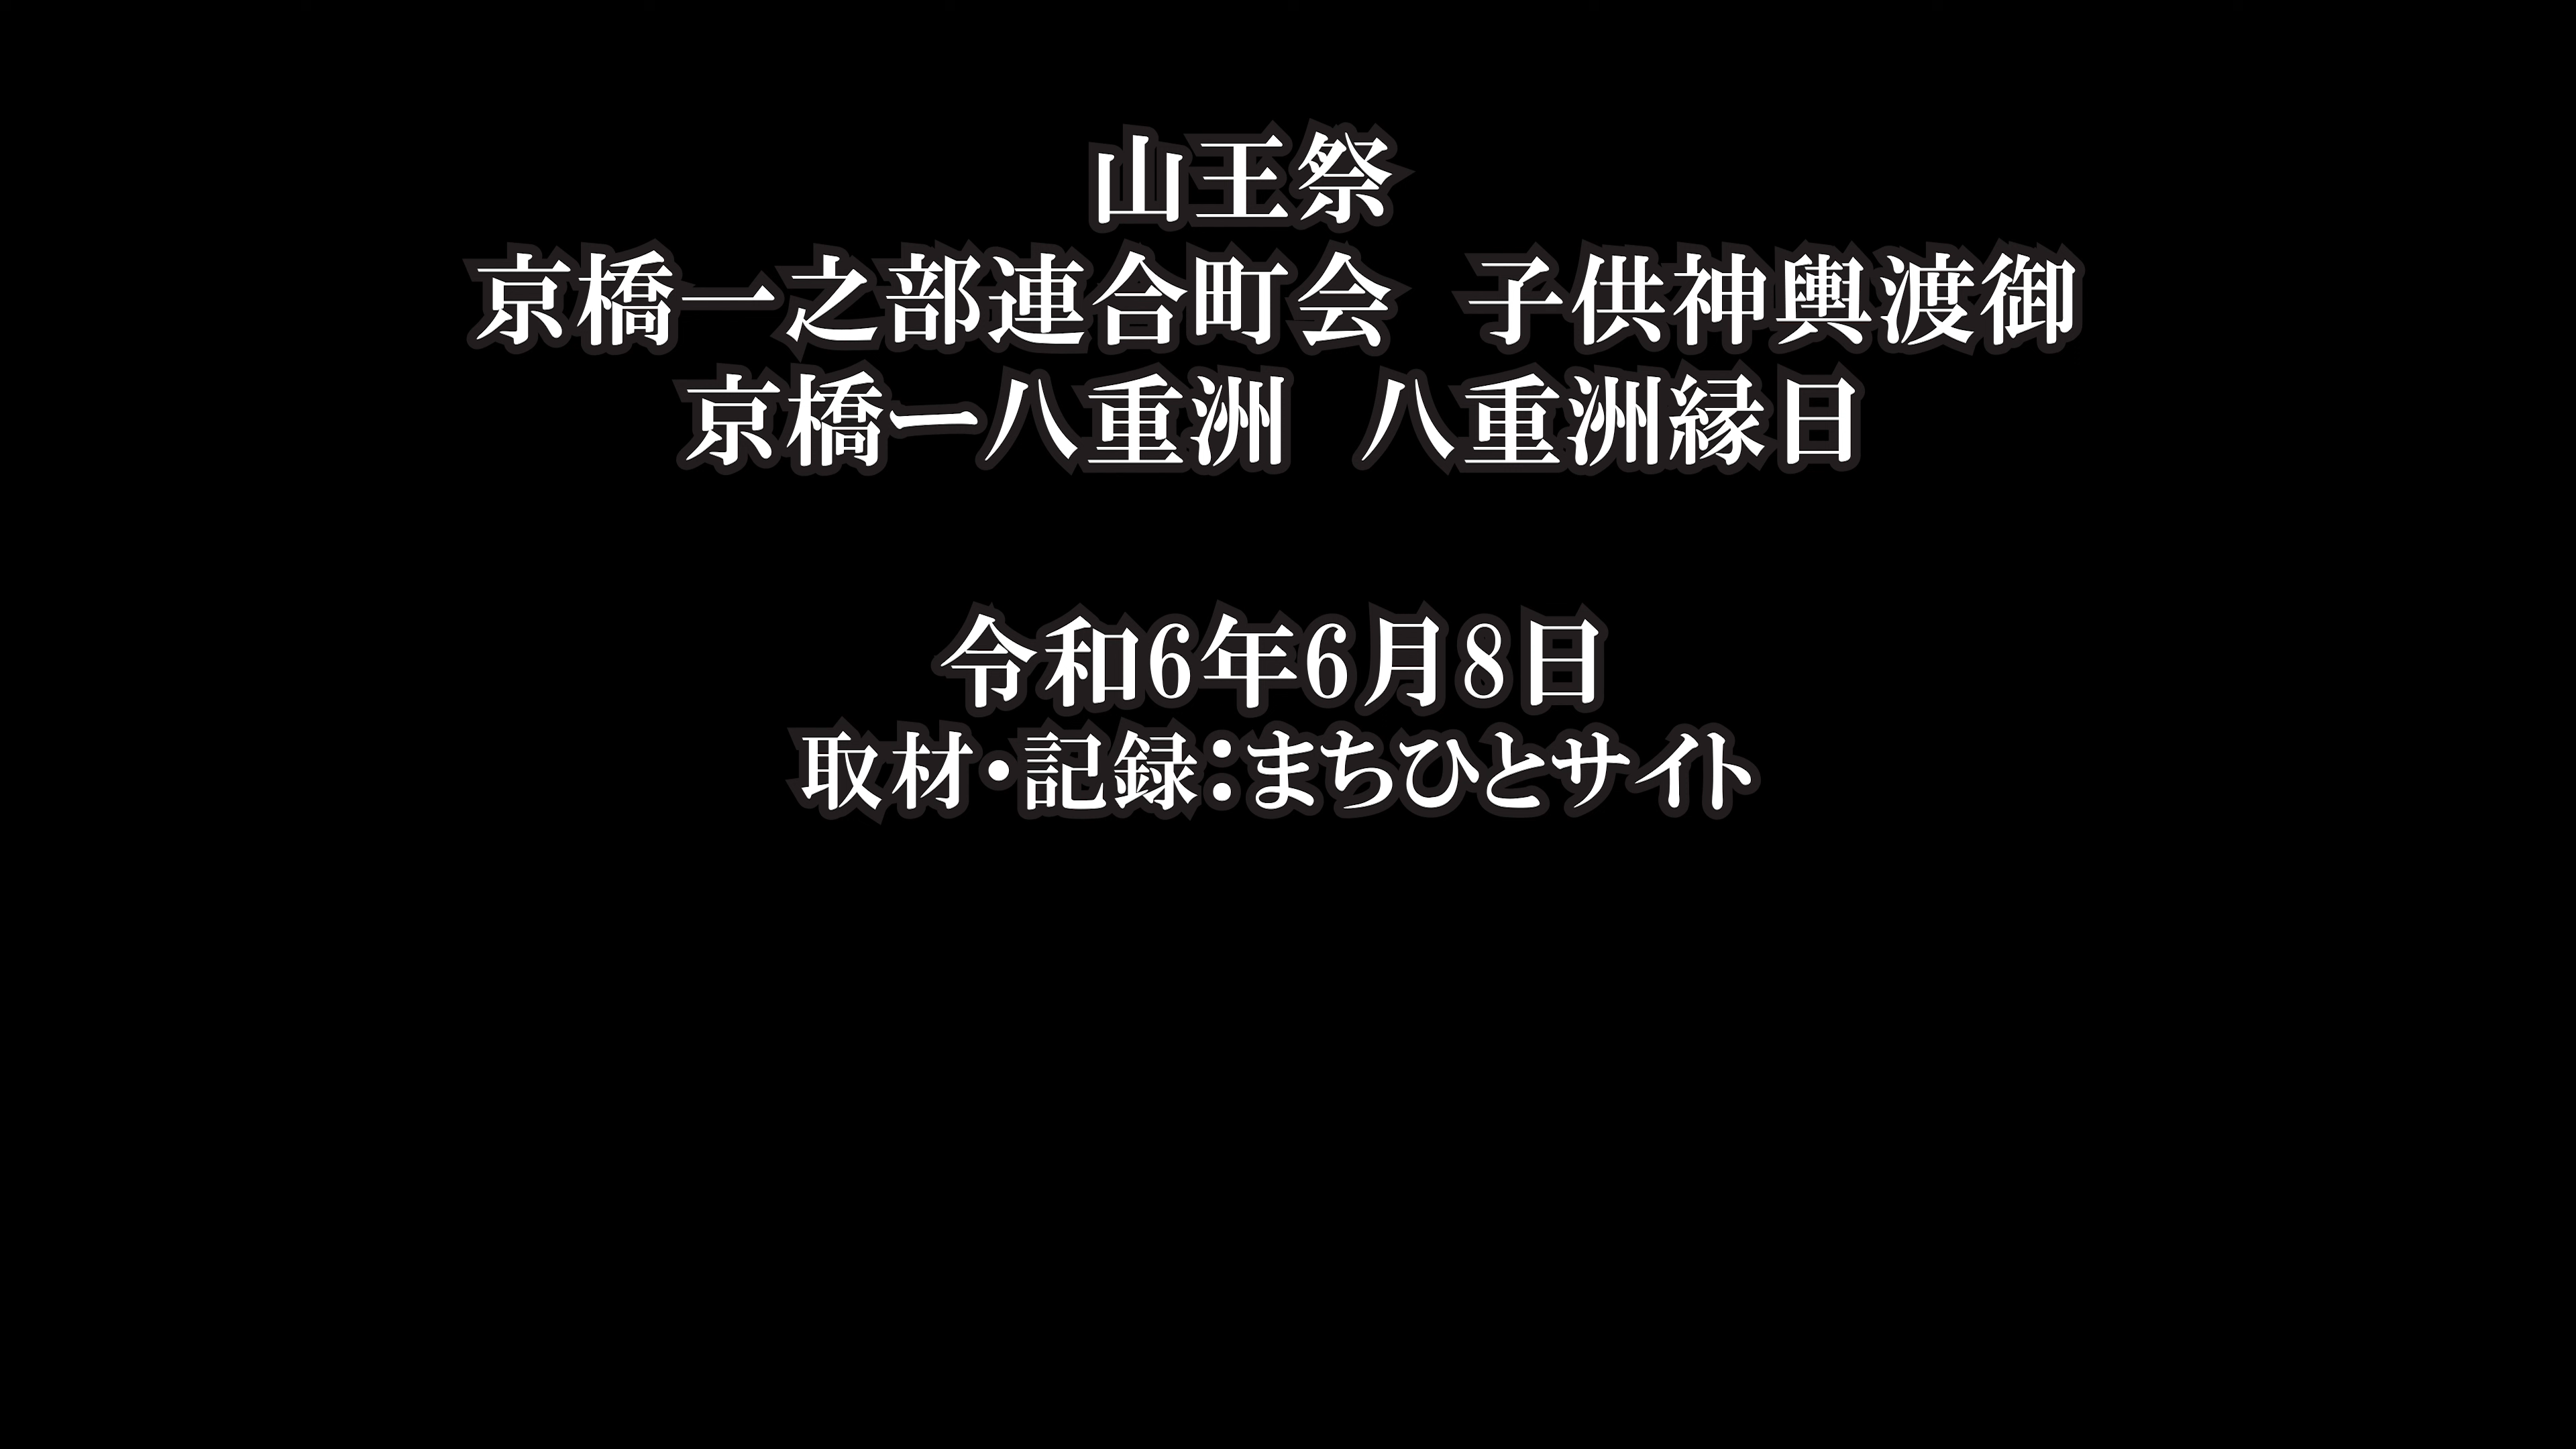 山王祭
京橋一之部連合町会　子供神輿渡御
京橋ー八重洲　八重洲縁日
令和6年6月8日
取材・記録：まちひとサイト